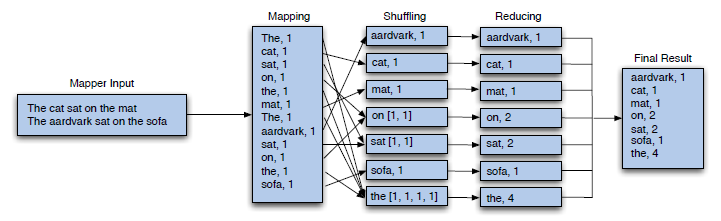 Mapper Input
The cat sat on the mat
The aardvark sat on the sofa
Mapping
The, 1
cat, 1
sat, 1
on, 1
the, 1
mat, 1
The, 1
aardvark, 1
sat, 1
on, 1
the, 1
sofa, 1
Shuffling
aardvark, 1
cat, 1
mat, 1
on [1, 1]
sat [1, 1]
sofa, 1
the [1, 1, 1, 1]
Reducing
aardvark, 1
cat, 1
mat, 1
on, 2
sat, 2
sofa, 1
the, 4
Final Result
aardvark, 1
cat, 1
mat, 1
on, 2
sat, 2
sofa, 1
the, 4